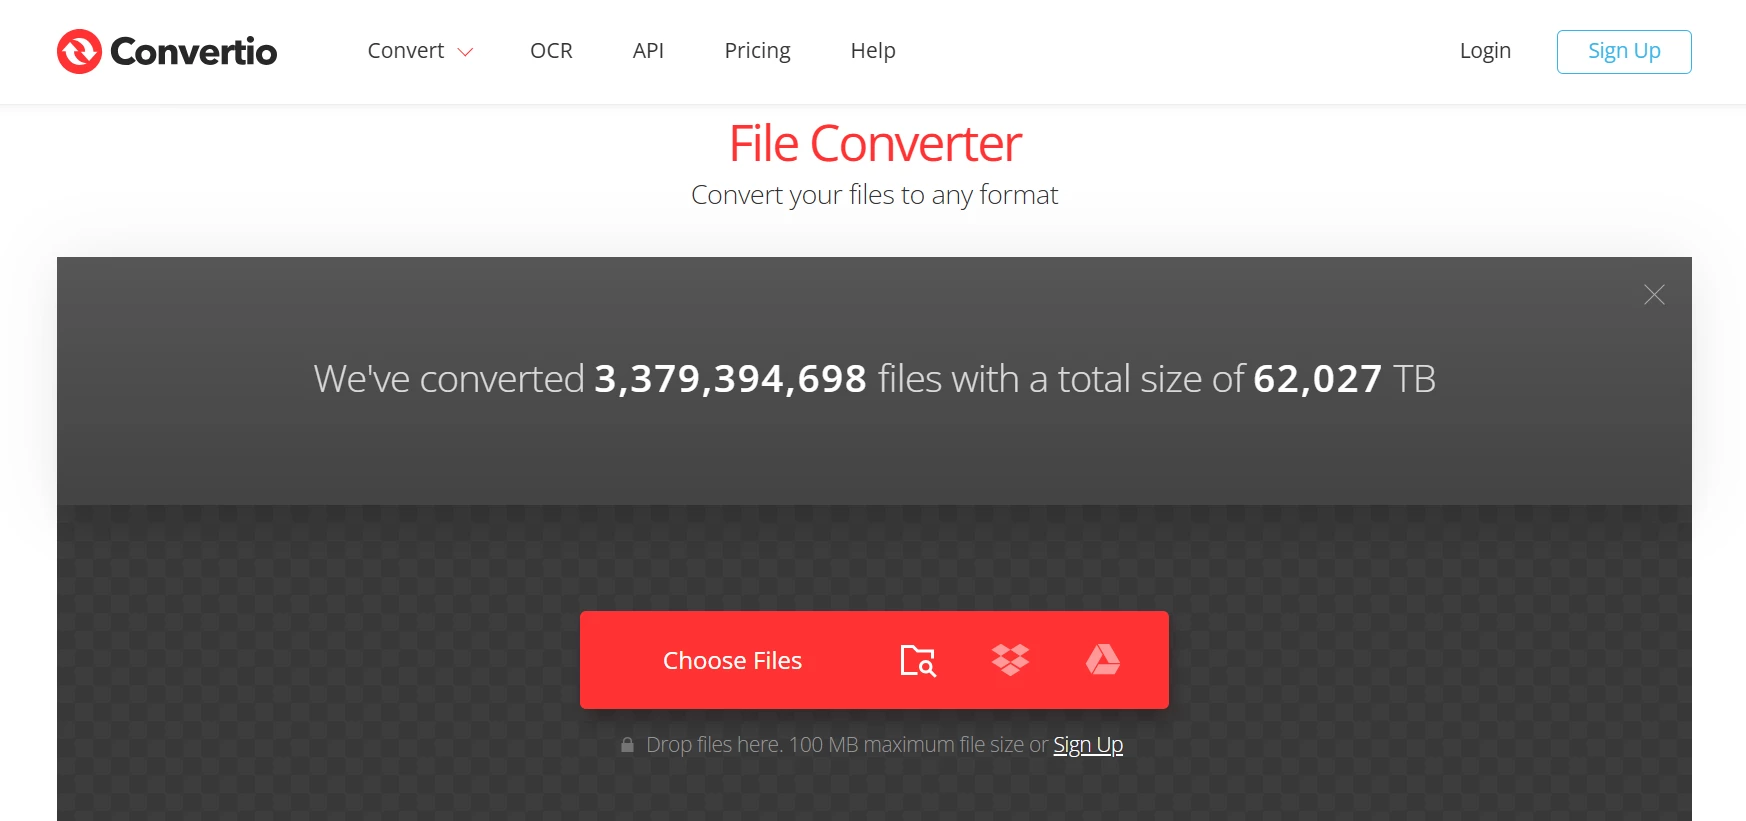 Convertio
Convert
OCR
API
Pricing
Help
Login
Sign Up
File Converter
Convert your files to any format
We've converted 3,379,394,698 files with a total size of 62,027 TB
Choose Files
Drop files here. 100 MB maximum file size or Sign Up